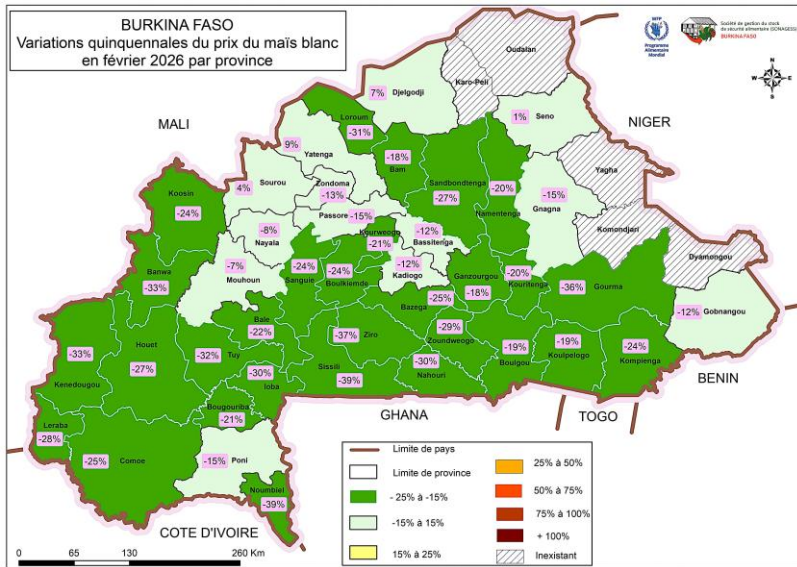 BURKINA FASO
Variations quinquennales du prix du maïs blanc
en février 2026 par province
WFP
Programme
Alimentaire
Mondial
Société de gestion du stock
de sécurité alimentaire (SONAGESS)
BURKINA FASO
N
W E
S
MALI
NIGER
BENIN
TOGO
GHANA
COTE D'IVOIRE
Oudalan
Karo-Peli
7% Djelgodji
Loroum
-31%
1%
Seno
9%
Yatenga
-18%
Bam
Yagha
4%
Sourou
Zondoma
-13%
Sandbondtenga
-27%
-20%
Namentenga
-15%
Gnagna
Koosin
-24%
Passore -15%
Kourweogo
-21%
-12%
Bassitenga
Komondjari
-8%
Nayala
Dyamongou
-7%
Mouhoun
-24%
Sanguie
-24%
Boulkiemde
-12%
Kadiogo
Ganzourgou
-18%
-20%
Kouritenga
-36% Gourma
Banwa
-33%
-25%
Bazega
-12% Gobnangou
Bale
-22%
-37% Ziro
-29%
Zoundweogo
-33%
Kenedougou
Houet
-27%
-32% Tuy
-19%
Boulgou
-19%
Koulpelogo
-24%
Kompienga
-30%
Ioba
Sissili
-39%
-30%
Nahouri
Bougouriba
-21%
Leraba
-28%
-25% Comoe
-15% Poni
Noumbiel
-39%
Limite de pays
Limite de province
- 25% à -15%
-15% à 15%
15% à 25%
25% à 50%
50% à 75%
75% à 100%
+ 100%
Inexistant
0 65 130 260 Km